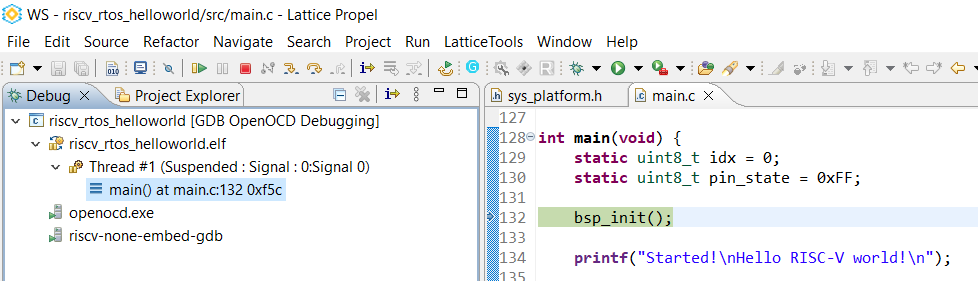 WS - riscv_rtos_helloworld/src/main.c - Lattice Propel
File Edit Source Refactor Navigate Search Project Run LatticeTools Window Help
Debug Project Explorer
riscv_rtos_helloworld [GDB OpenOCD Debugging]
riscv_rtos_helloworld.elf
Thread #1 (Suspended : Signal : 0:Signal 0)
main() at main.c:132 0xf5c
openocd.exe
riscv-none-embed-gdb
sys_platform.h main.c
127
128 int main(void) {
129 static uint8_t idx = 0;
130 static uint8_t pin_state = 0xFF;
131
132 bsp_init();
133
134 printf("Started!\nHello RISC-V world!\n");
135